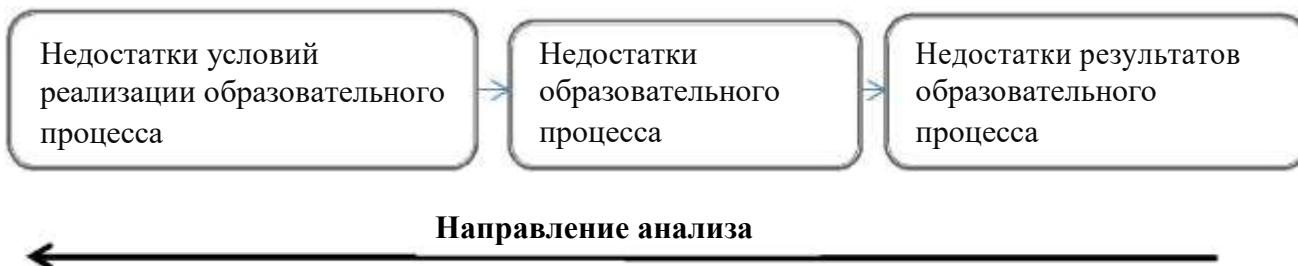 Недостатки условий
реализации образовательного
процесса
Недостатки
образовательного
процесса
Недостатки результатов
образовательного
процесса
Направление анализа